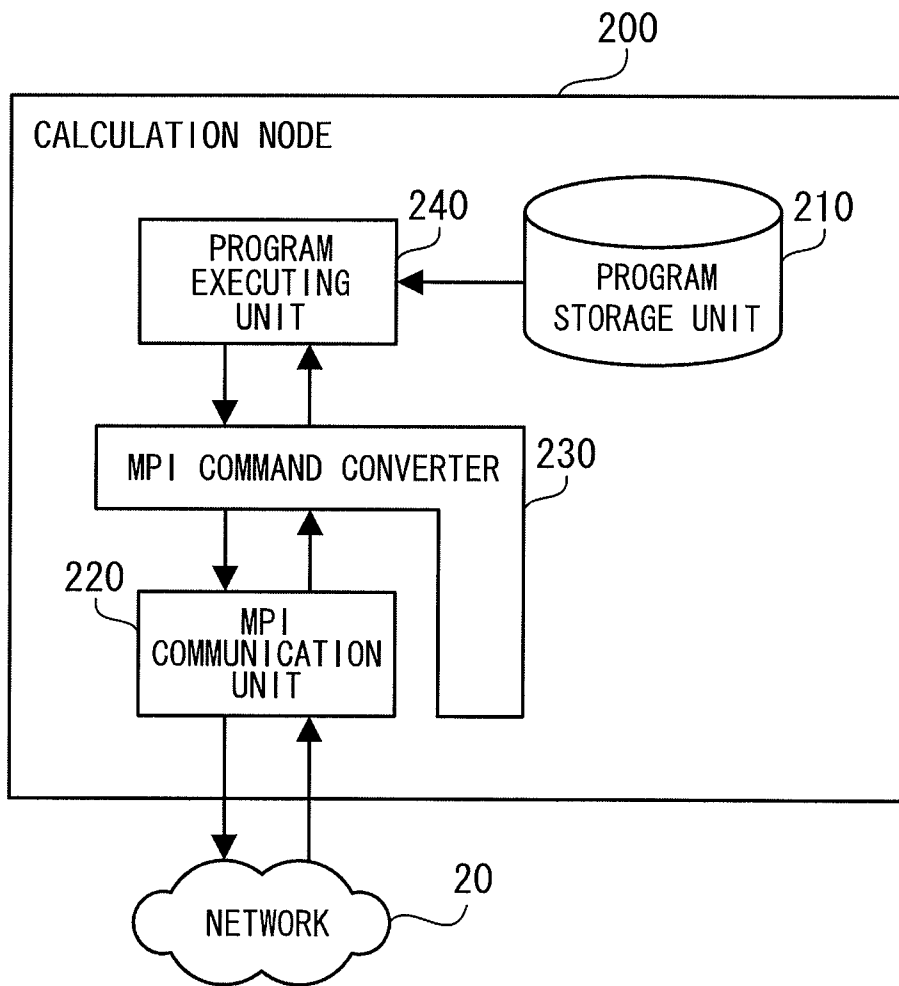 200
CALCULATION NODE
240
PROGRAM
EXECUTING
UNIT
210
PROGRAM
STORAGE UNIT
MPI COMMAND CONVERTER
230
220
MPI
COMMUNICATION
UNIT
20
NETWORK